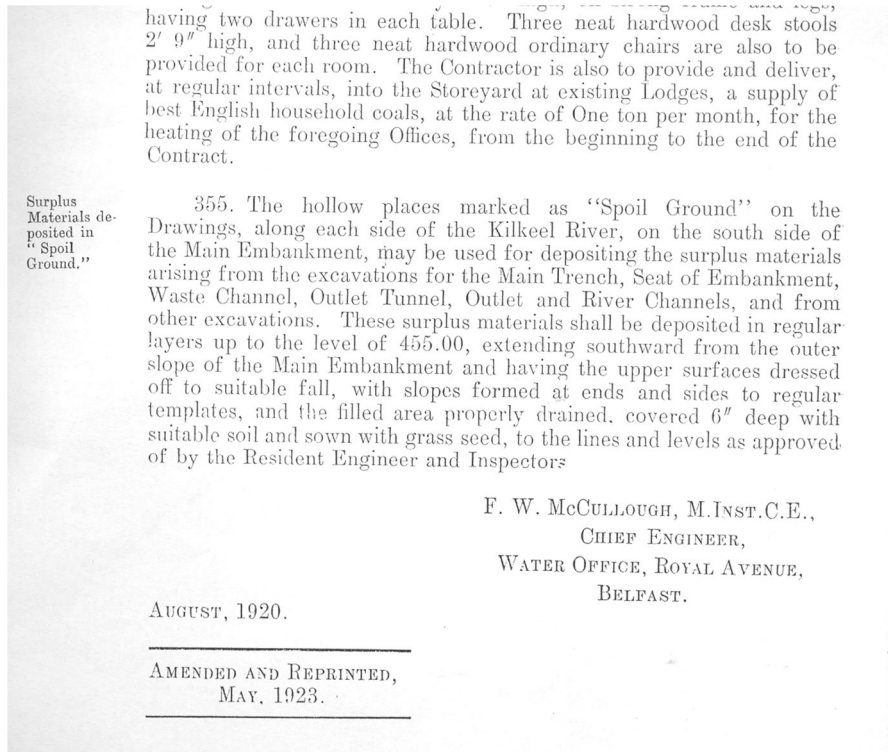 having two drawers in each table. Three neat hardwood desk stools
2' 9" high, and three neat hardwood ordinary chairs are also to be
provided for each room. The Contractor is also to provide and deliver,
at regular intervals, into the Storeyard at existing Lodges, a supply of
best English household coals, at the rate of One ton per month, for the
heating of the foregoing Offices, from the beginning to the end of the
Contract.
Surplus
Materials de-
posited in
" Spoil
Ground."
355. The hollow places marked as "Spoil Ground" on the
Drawings, along each side of the Kilkeel River, on the south side of
the Main Embankment, may be used for depositing the surplus materials
arising from the excavations for the Main Trench, Seat of Embankment,
Waste Channel, Outlet Tunnel, Outlet and River Channels, and from
other excavations. These surplus materials shall be deposited in regular
layers up to the level of 455.00, extending southward from the outer
slope of the Main Embankment and having the upper surfaces dressed
off to suitable fall, with slopes formed at ends and sides to regular
templates, and the filled area properly drained. covered 6" deep with
suitable soil and sown with grass seed, to the lines and levels as approved
of by the Resident Engineer and Inspectors
F. W. McCullough, M.Inst.C.E.,
Chief Engineer,
Water Office, Royal Avenue,
Belfast.
August, 1920.
Amended and Reprinted,
May, 1923.